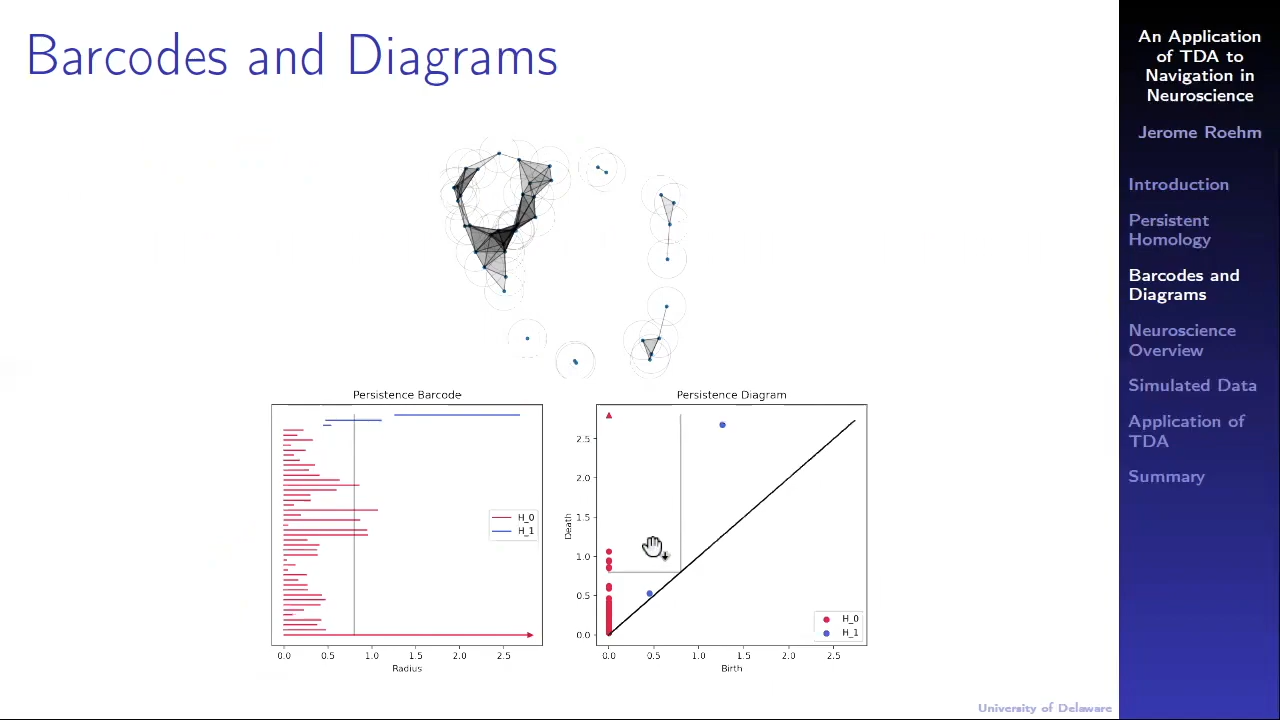 Barcodes and Diagrams
An Application
of TDA to
Navigation in
Neuroscience
Jerome Roehm
Introduction
Persistent
Homology
Barcodes and
Diagrams
Neuroscience
Overview
Simulated Data
Application of
TDA
Summary
Persistence Barcode
H_0
H_1
0.0 0.5 1.0 1.5 2.0 2.5
Radius
Persistence Diagram
2.5
2.0
1.5
1.0
0.5
0.0
Death
H_0
H_1
0.0 0.5 1.0 1.5 2.0 2.5
Birth
University of Delaware